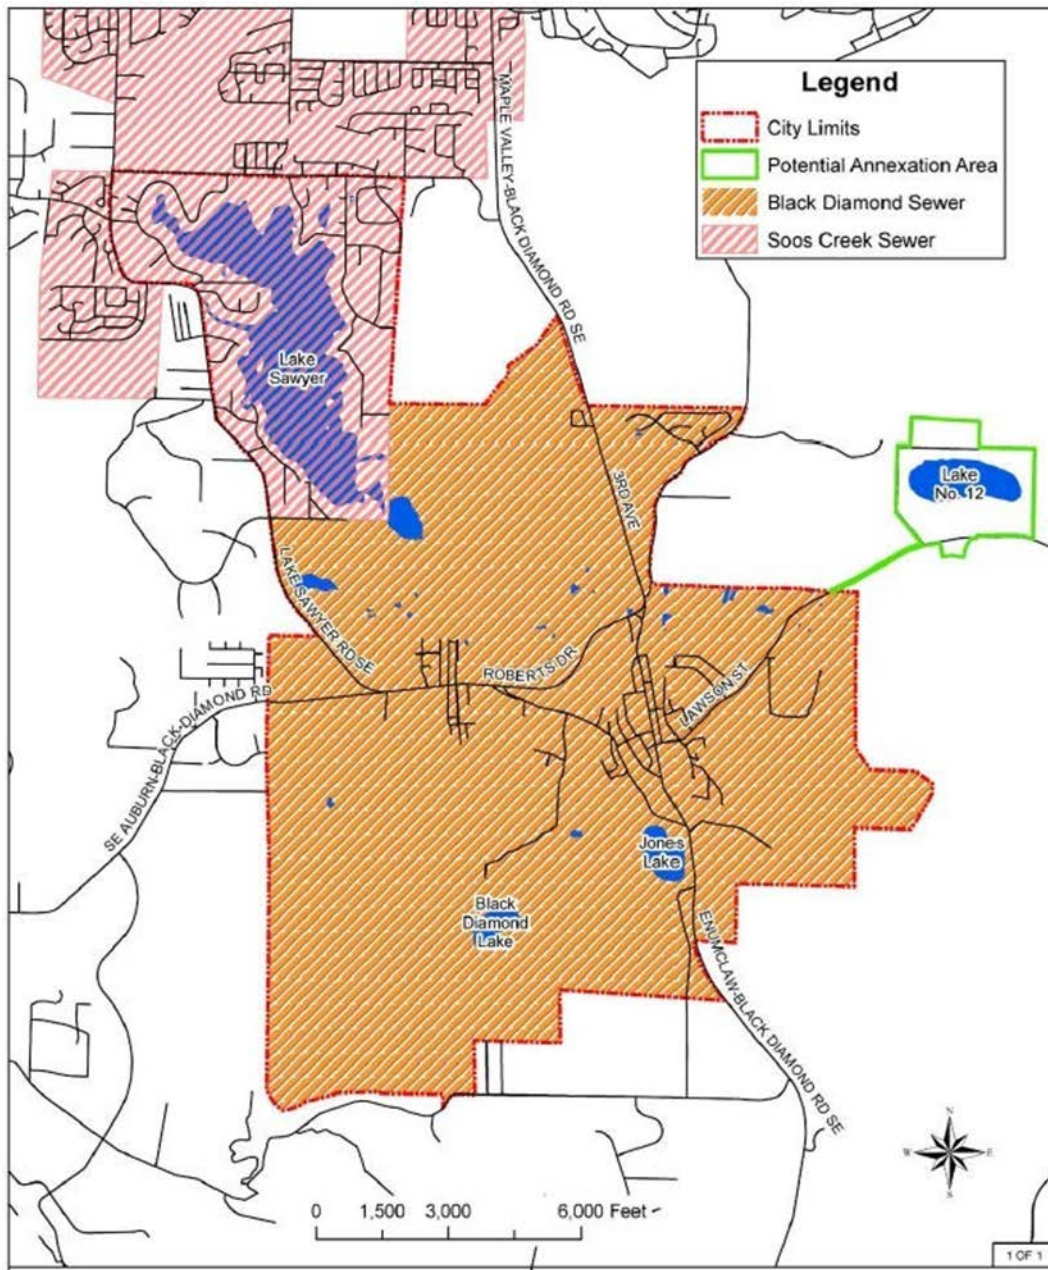 Legend
City Limits
Potential Annexation Area
Black Diamond Sewer
Soos Creek Sewer
MAPLE VALLEY-BLACK DIAMOND RD SE
Lake
Sawyer
Lake
No. 12
3RD AVE
LAKE SAWYER RD SE
ROBERTS DR
LAWSON ST
SE AUBURN-BLACK-DIAMOND RD
Jones
Lake
Black
Diamond
Lake
ENUMCLAW-BLACK DIAMOND RD SE
N
W
E
S
0 1,500 3,000 6,000 Feet
1 OF 1